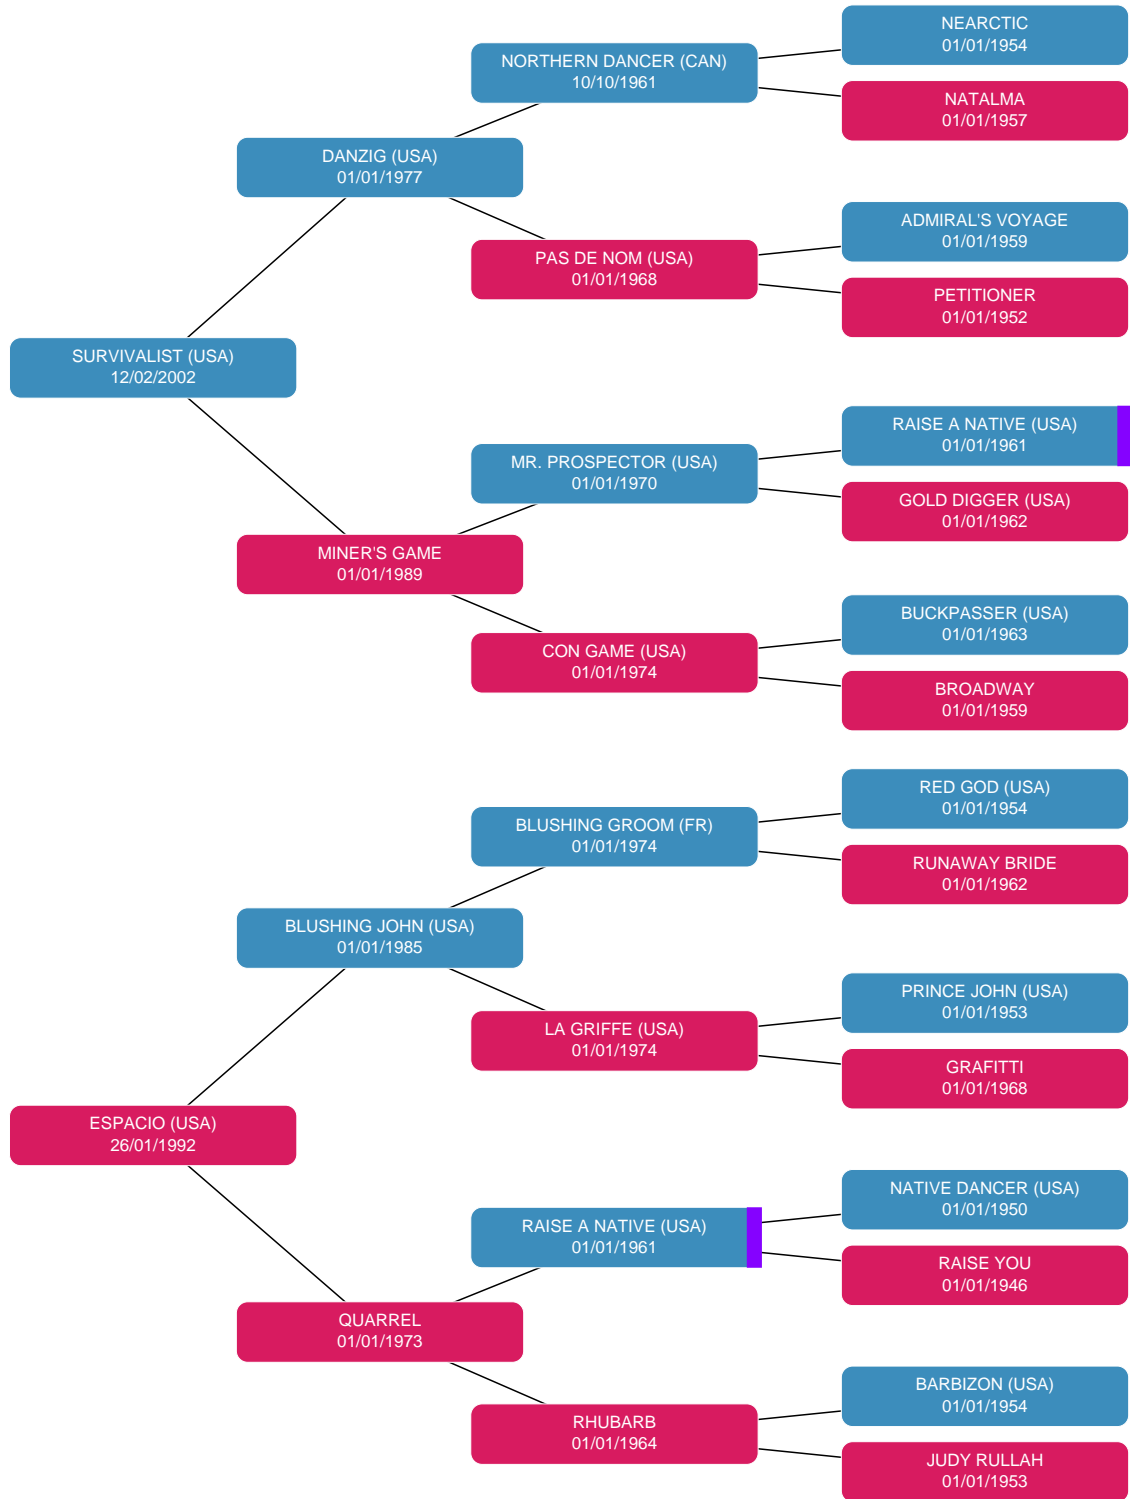 NEARCTIC
01/01/1954
NORTHERN DANCER (CAN)
10/10/1961
NATALMA
01/01/1957
DANZIG (USA)
01/01/1977
ADMIRAL'S VOYAGE
01/01/1959
PAS DE NOM (USA)
01/01/1968
PETITIONER
01/01/1952
SURVIVALIST (USA)
12/02/2002
RAISE A NATIVE (USA)
01/01/1961
MR. PROSPECTOR (USA)
01/01/1970
GOLD DIGGER (USA)
01/01/1962
MINER'S GAME
01/01/1989
BUCKPASSER (USA)
01/01/1963
CON GAME (USA)
01/01/1974
BROADWAY
01/01/1959
RED GOD (USA)
01/01/1954
BLUSHING GROOM (FR)
01/01/1974
RUNAWAY BRIDE
01/01/1962
BLUSHING JOHN (USA)
01/01/1985
PRINCE JOHN (USA)
01/01/1953
LA GRIFFE (USA)
01/01/1974
GRAFITTI
01/01/1968
ESPACIO (USA)
26/01/1992
NATIVE DANCER (USA)
01/01/1950
RAISE A NATIVE (USA)
01/01/1961
RAISE YOU
01/01/1946
QUARREL
01/01/1973
BARBIZON (USA)
01/01/1954
RHUBARB
01/01/1964
JUDY RULLAH
01/01/1953